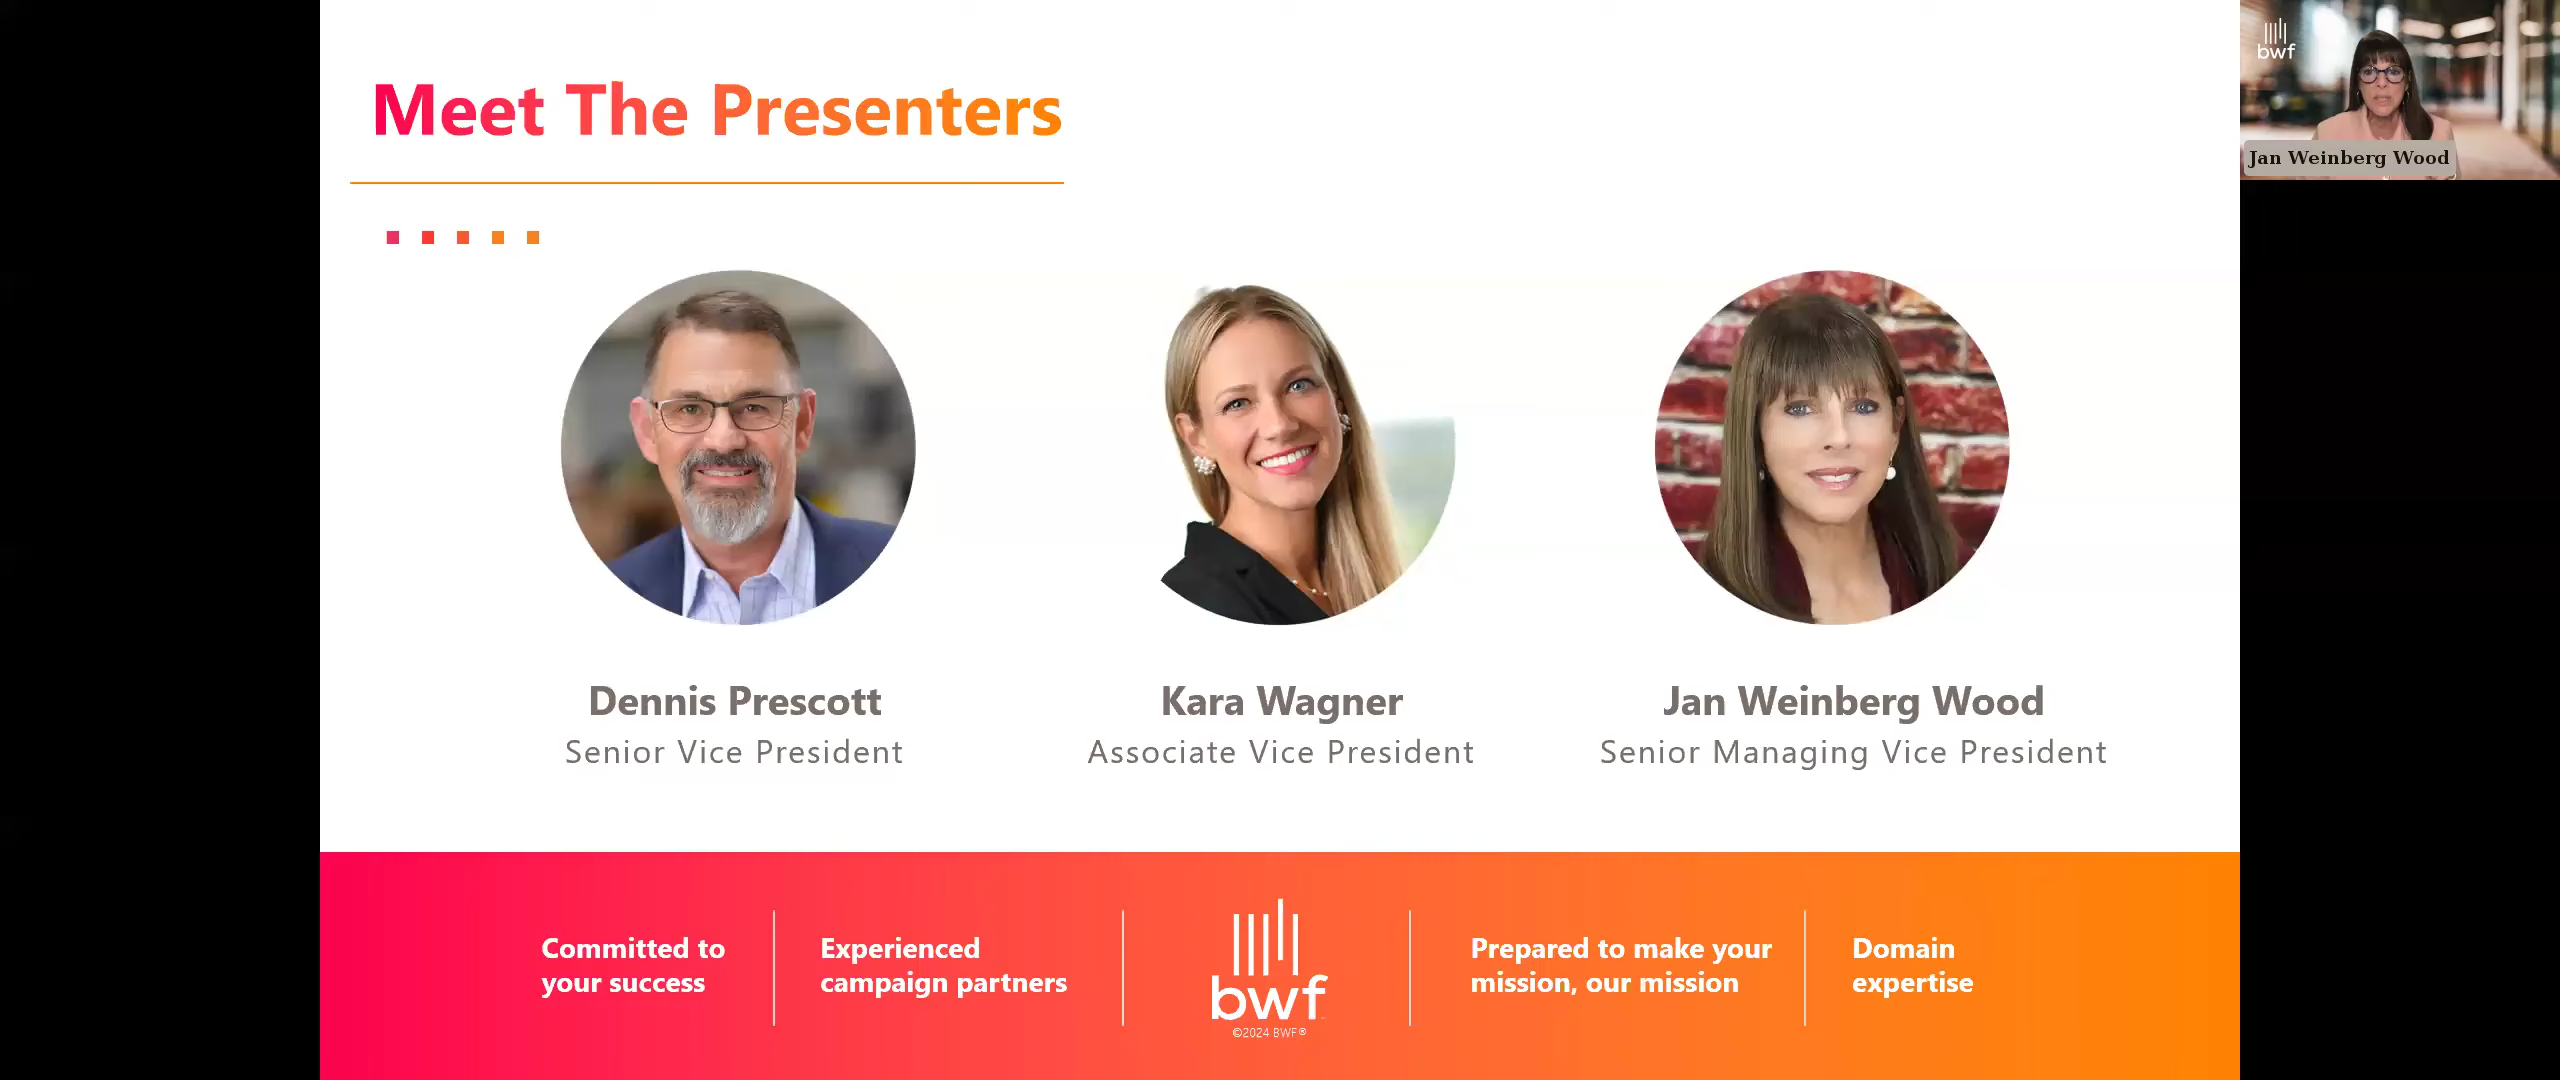 Meet The Presenters
bwf
Jan Weinberg Wood
Dennis Prescott
Senior Vice President
Kara Wagner
Associate Vice President
Jan Weinberg Wood
Senior Managing Vice President
Committed to
your success
Experienced
campaign partners
bwf
©2024 BWF®
Prepared to make your
mission, our mission
Domain
expertise